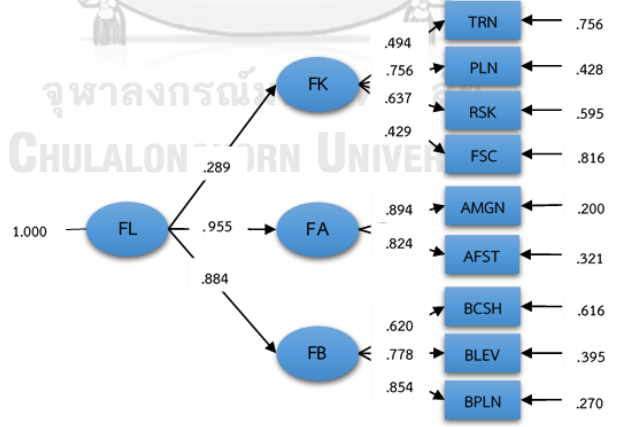 TRN
.756
.494
.756
PLN
.428
FK
.637
RSK
.595
.429
FSC
.816
จุฬาลงกรณ์ม
CHULALON
ORN UNIVER
.289
1.000
FL
.955
FA
.894
AMGN
.200
.824
AFST
.321
.884
BCSH
.616
.620
FB
.778
BLEV
.395
.854
BPLN
.270